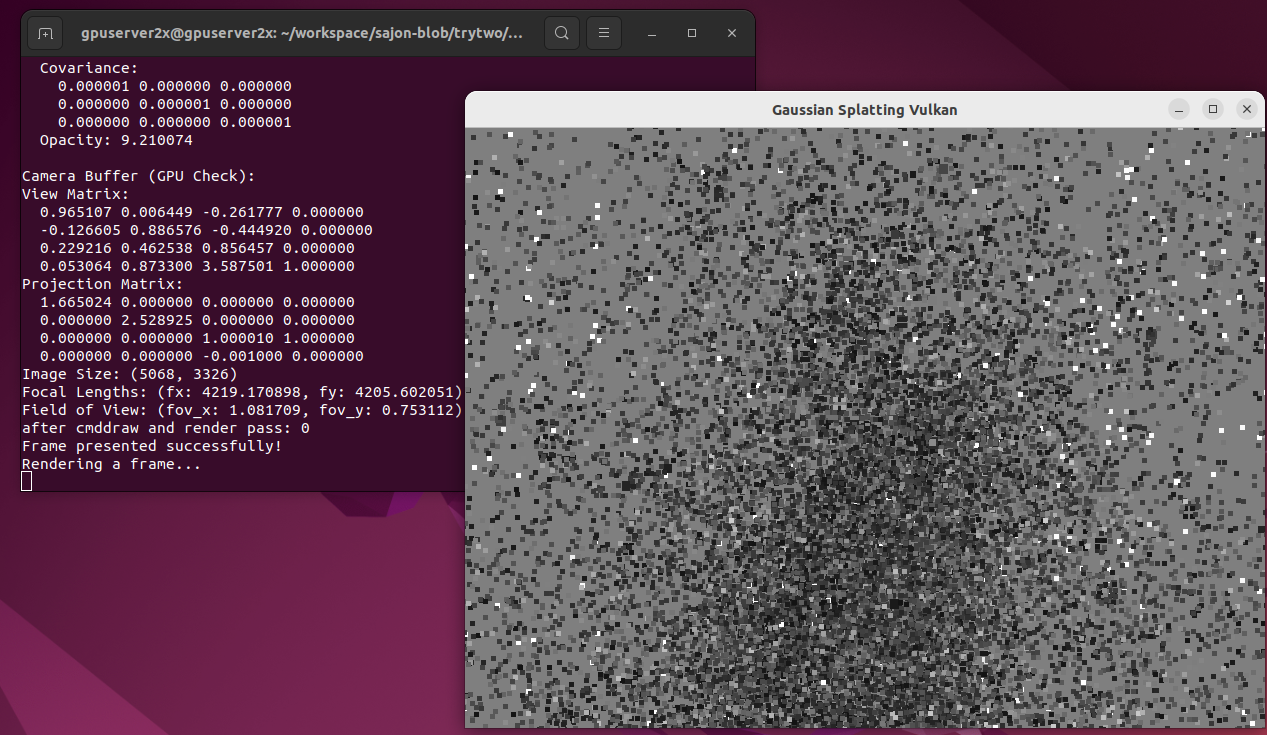 gpuserver2x@gpuserver2x: ~/workspace/sajon-blob/trytwo/...
Covariance:
0.000001 0.000000 0.000000
0.000000 0.000001 0.000000
0.000000 0.000000 0.000001
Opacity: 9.210074
Camera Buffer (GPU Check):
View Matrix:
0.965107 0.006449 -0.261777 0.000000
-0.126605 0.886576 -0.444920 0.000000
0.229216 0.462538 0.856457 0.000000
0.053064 0.873300 3.587501 1.000000
Projection Matrix:
1.665024 0.000000 0.000000 0.000000
0.000000 2.528925 0.000000 0.000000
0.000000 0.000000 1.000010 1.000000
0.000000 0.000000 -0.001000 0.000000
Image Size: (5068, 3326)
Focal Lengths: (fx: 4219.170898, fy: 4205.602051)
Field of View: (fov_x: 1.081709, fov_y: 0.753112)
after cmddraw and render pass: 0
Frame presented successfully!
Rendering a frame...
Gaussian Splatting Vulkan